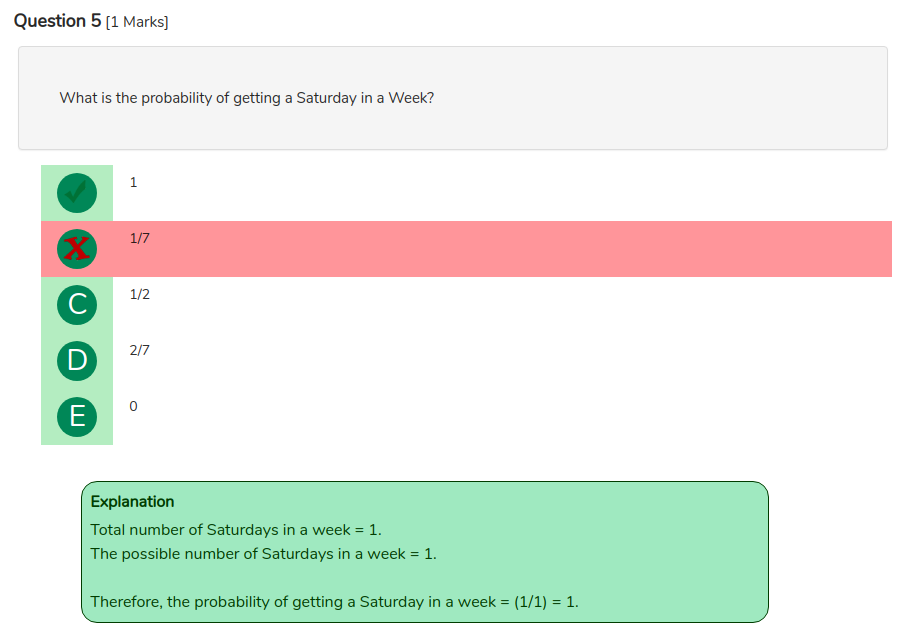 Question 5 [1 Marks]
What is the probability of getting a Saturday in a Week?
1
X 1/7
C 1/2
D 2/7
E 0
Explanation
Total number of Saturdays in a week = 1.
The possible number of Saturdays in a week = 1.
Therefore, the probability of getting a Saturday in a week = (1/1) = 1.